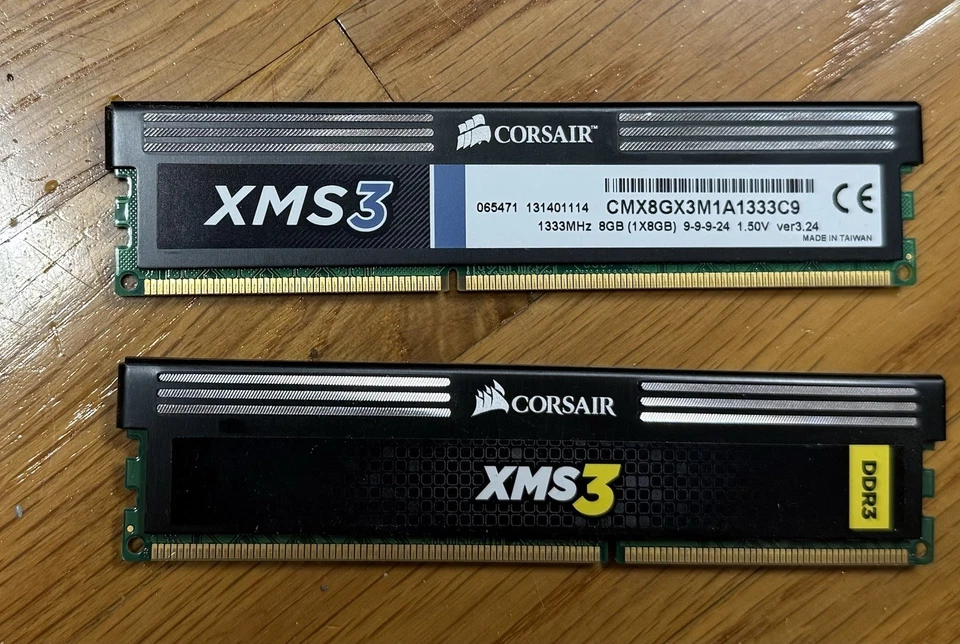 CORSAIR™
XMS3
065471 131401114 CMX8GX3M1A1333C9
1333MHz 8GB (1X8GB) 9-9-9-24 1.50V ver3.24
MADE IN TAIWAN
CE
CORSAIR
XMS3
DDR3